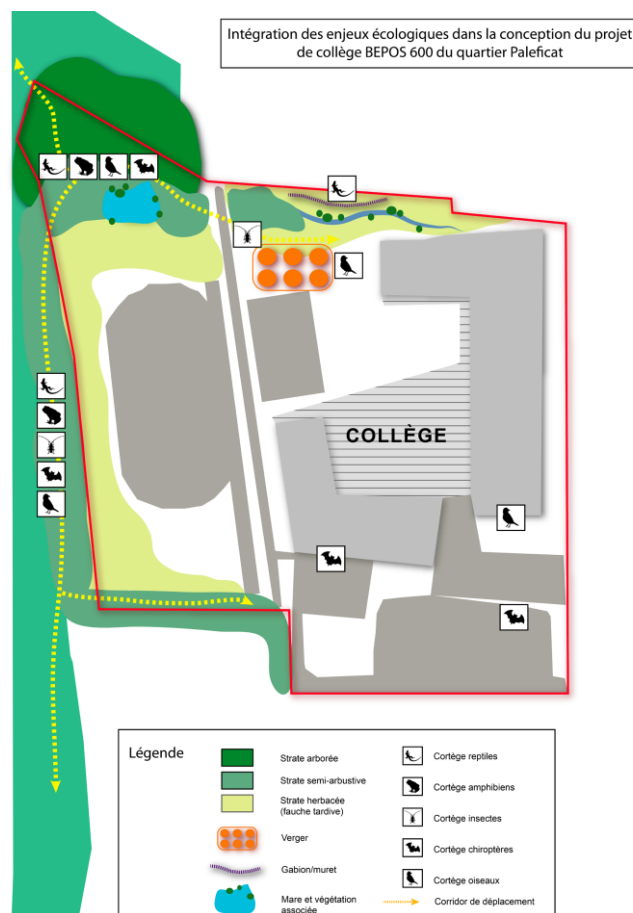 Intégration des enjeux écologiques dans la conception du projet
de collège BEPOS 600 du quartier Paleficat
COLLÈGE
Légende
Strate arborée
Strate semi-arbustive
Strate herbacée
(fauche tardive)
Verger
Gabion/muret
Mare et végétation
associée
Cortège reptiles
Cortège amphibiens
Cortège insectes
Cortège chiroptères
Cortège oiseaux
Corridor de déplacement